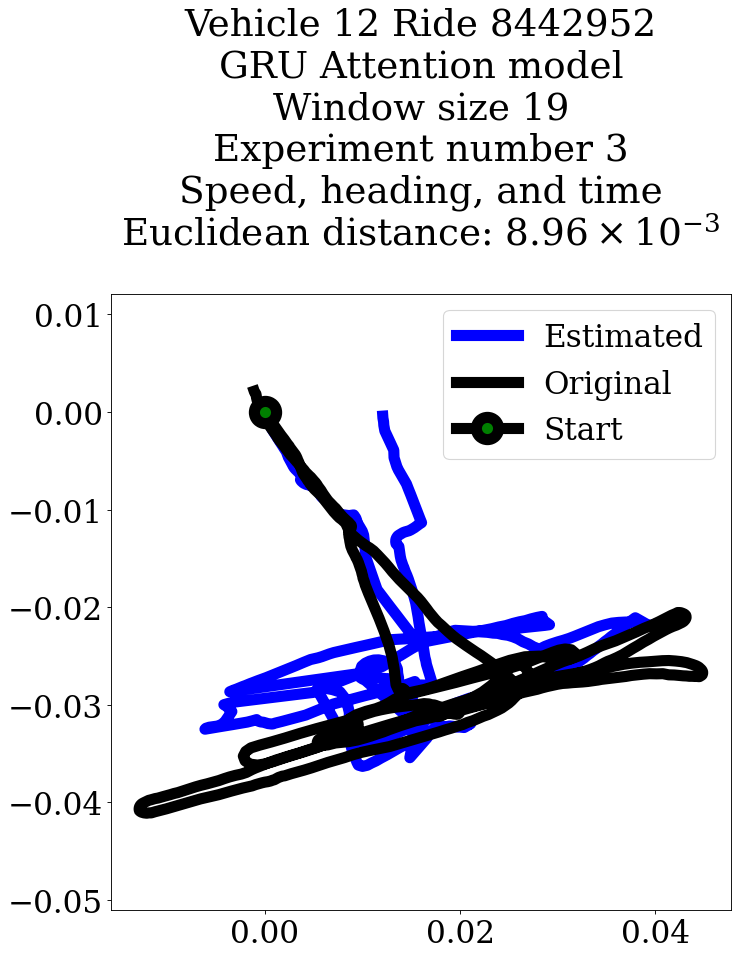 Vehicle 12 Ride 8442952
GRU Attention model
Window size 19
Experiment number 3
Speed, heading, and time
Euclidean distance: 8.96 × 10⁻³
0.01
0.00
−0.01
−0.02
−0.03
−0.04
−0.05
Estimated
Original
Start
0.00 0.02 0.04